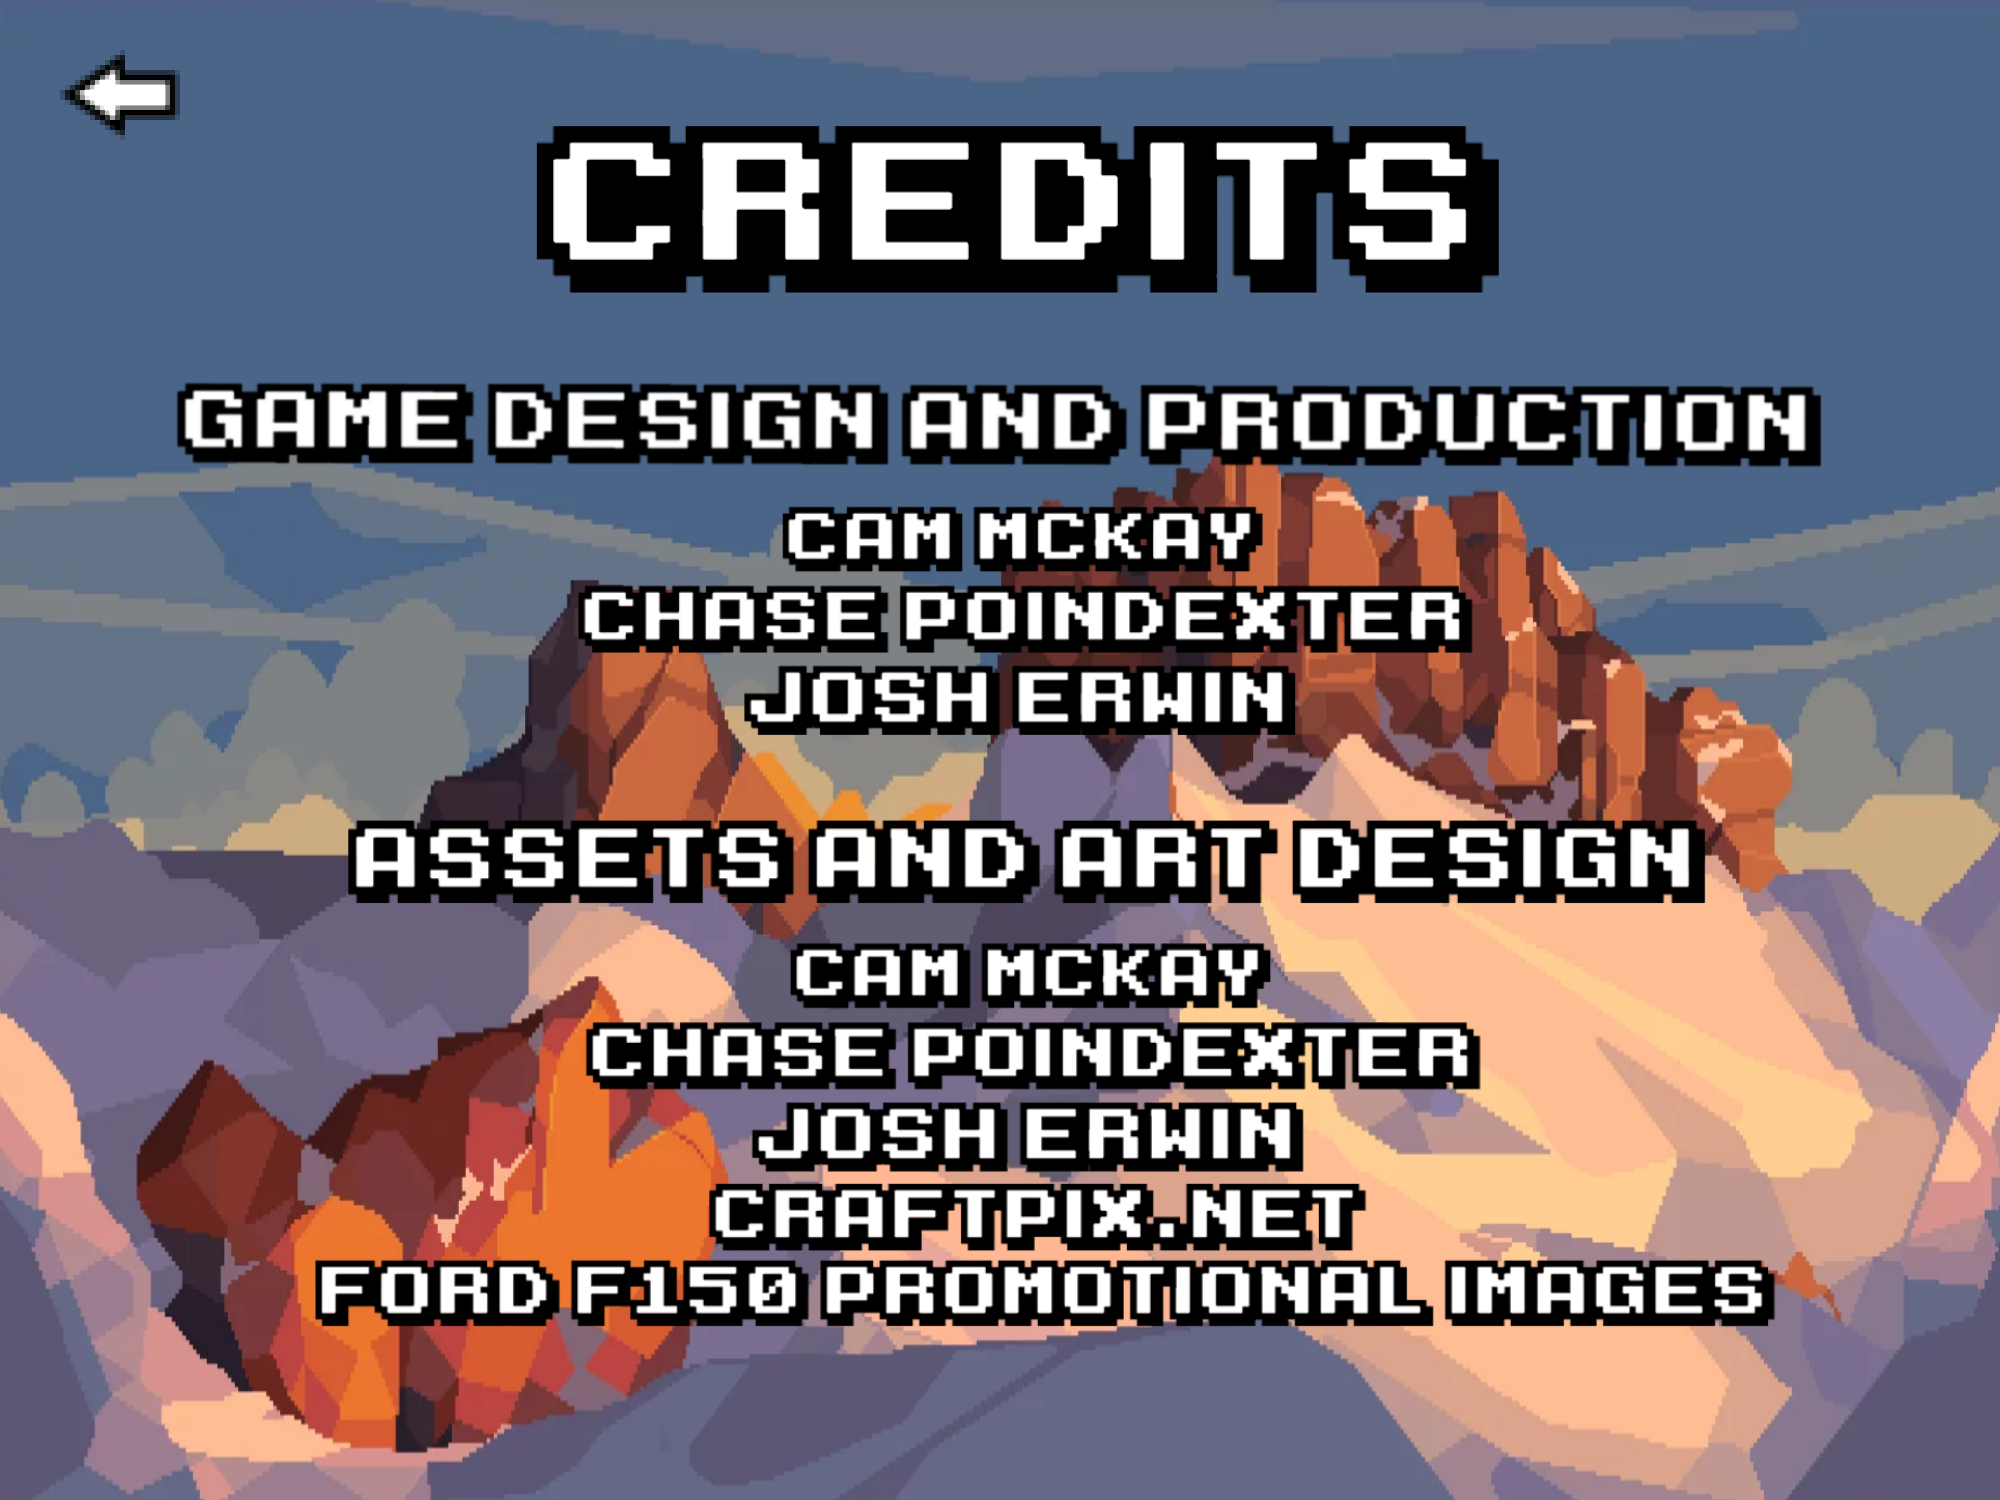 CREDITS
GAME DESIGN AND PRODUCTION
CAM MCKAY
CHASE POINDEXTER
JOSH ERWIN
ASSETS AND ART DESIGN
CAM MCKAY
CHASE POINDEXTER
JOSH ERWIN
CRAFTPIX.NET
FORD F150 PROMOTIONAL IMAGES